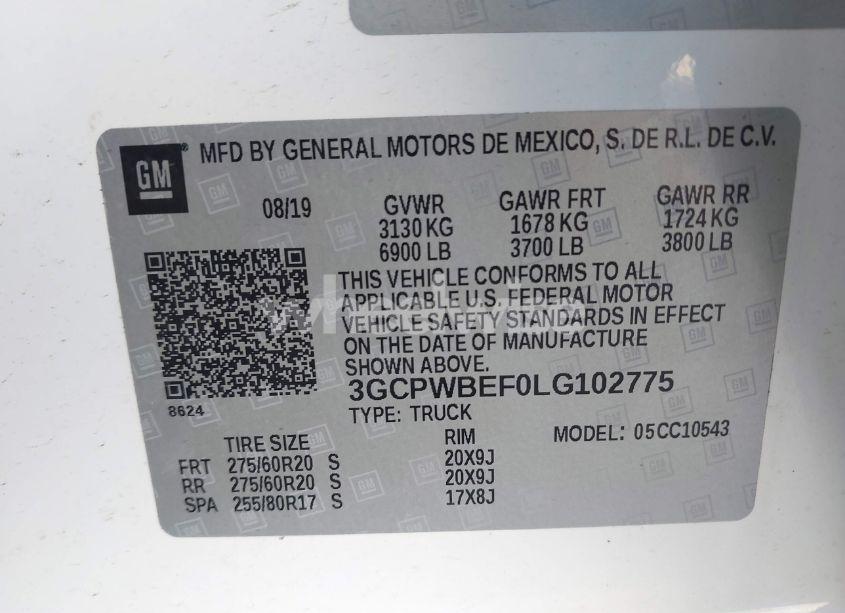 GM ® MFD BY GENERAL MOTORS DE MEXICO, S. DE R.L. DE C.V.
08/19 GVWR GAWR FRT GAWR RR
3130 KG 1678 KG 1724 KG
6900 LB 3700 LB 3800 LB
THIS VEHICLE CONFORMS TO ALL
APPLICABLE U.S. FEDERAL MOTOR
VEHICLE SAFETY STANDARDS IN EFFECT
ON THE DATE OF MANUFACTURE
SHOWN ABOVE.
3GCPWBEF0LG102775
8624
TYPE: TRUCK
MODEL: 05CC10543
TIRE SIZE RIM
FRT 275/60R20 S 20X9J
RR 275/60R20 S 20X9J
SPA 255/80R17 S 17X8J